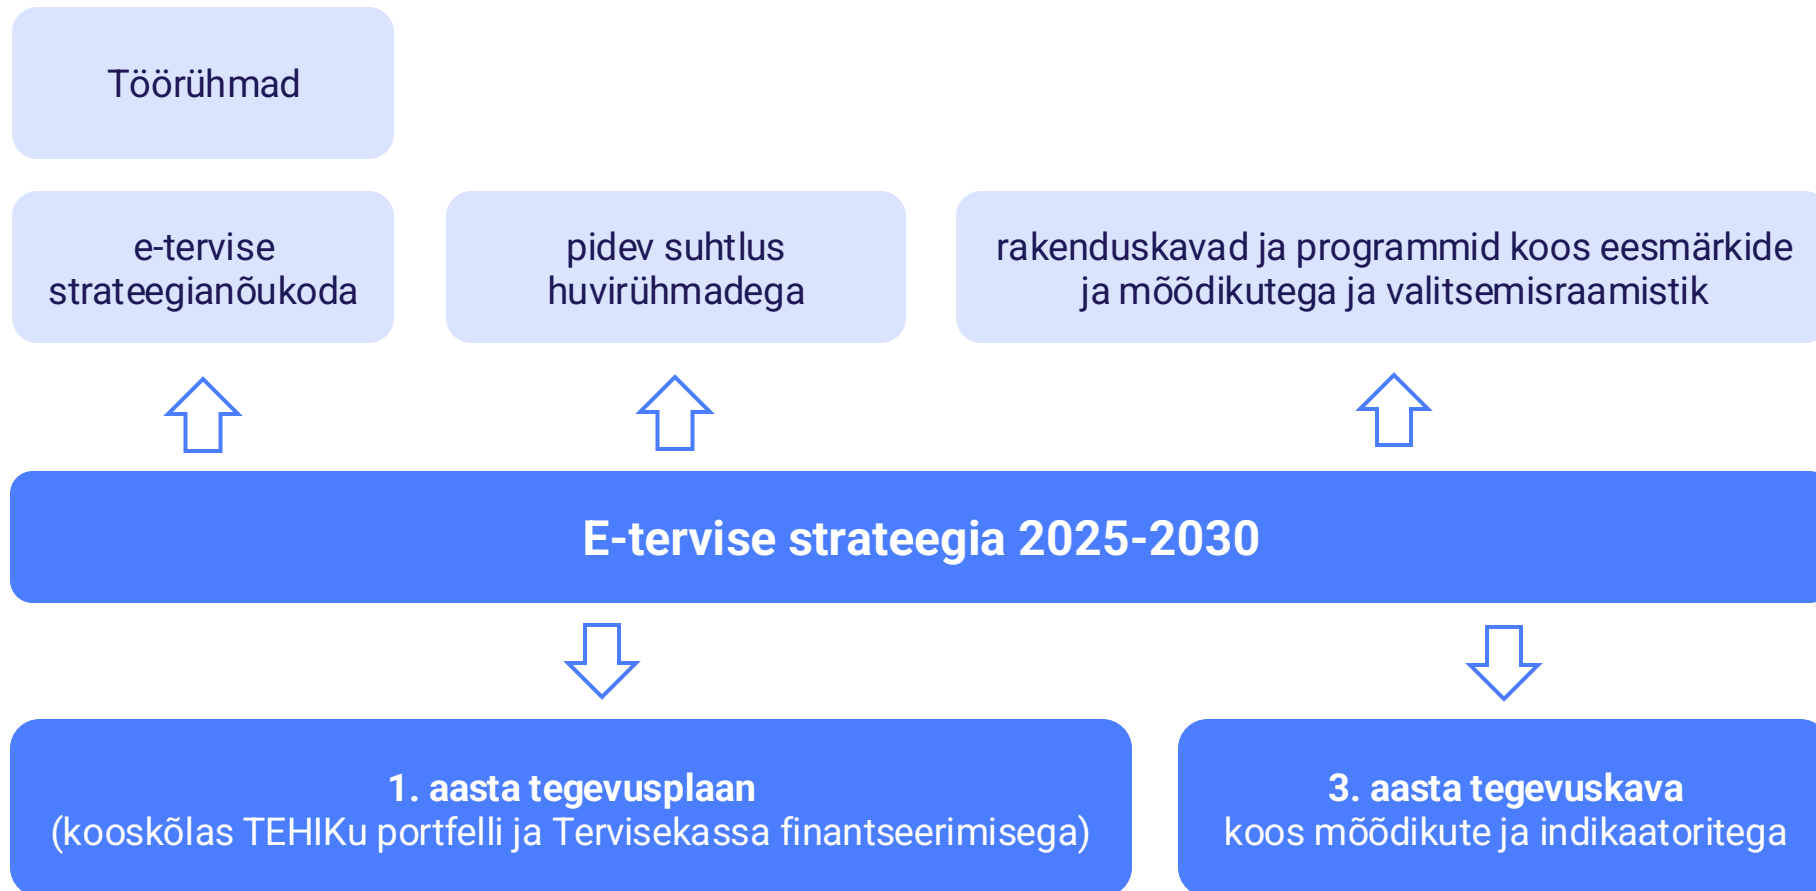 Töörühmad
e-tervise
strateegianõukoda
pidev suhtlus
huvirühmadega
rakenduskavad ja programmid koos eesmärkide
ja mõõdikutega ja valitsemisraamistik
E-tervise strateegia 2025-2030
1. aasta tegevusplaan
(kooskõlas TEHIKu portfelli ja Tervisekassa finantseerimisega)
3. aasta tegevuskava
koos mõõdikute ja indikaatoritega